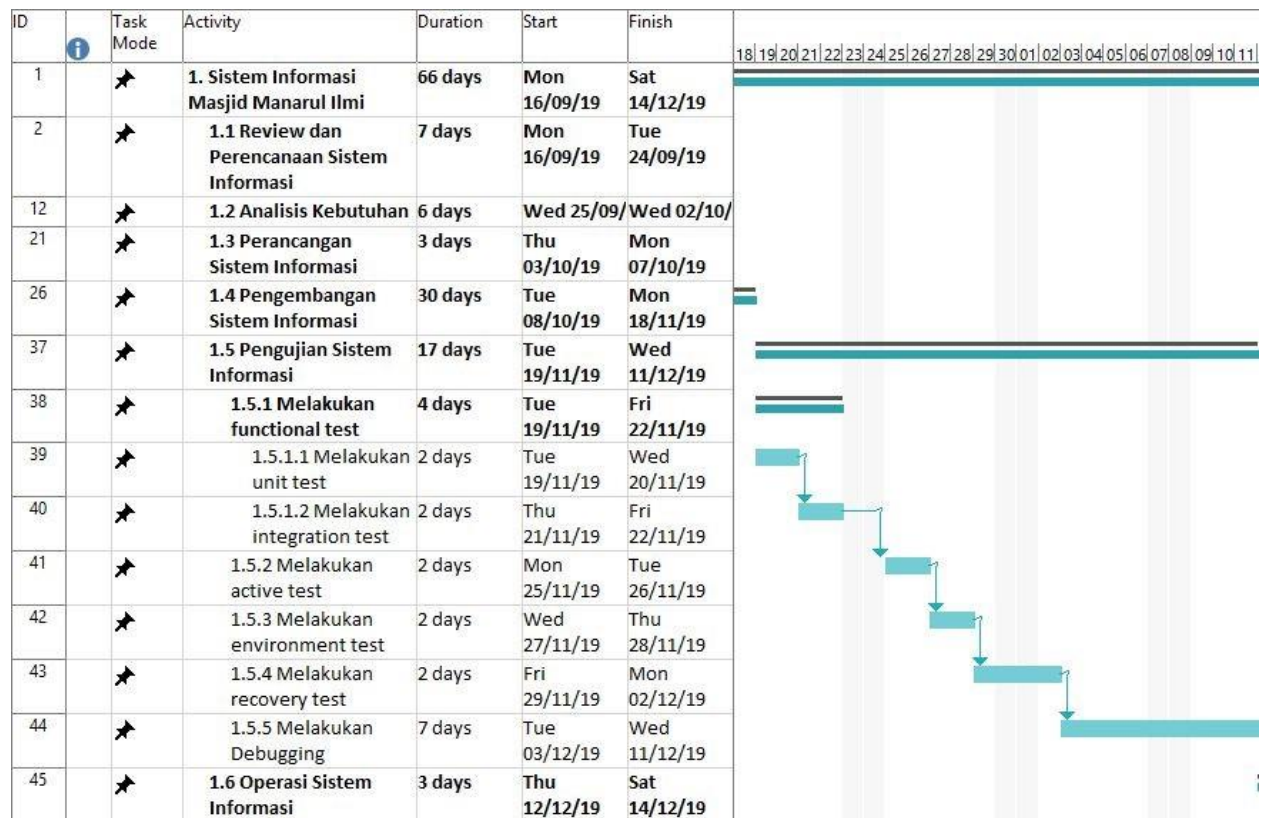 ID Task Activity Duration Start Finish
Mode
18 19 20 21 22 23 24 25 26 27 28 29 30 01 02 03 04 05 06 07 08 09 10 11
1 1. Sistem Informasi 66 days Mon Sat
Masjid Manarul Ilmi 16/09/19 14/12/19
2 1.1 Review dan 7 days Mon Tue
Perencanaan Sistem 16/09/19 24/09/19
Informasi
12 1.2 Analisis Kebutuhan 6 days Wed 25/09/ Wed 02/10/
21 1.3 Perancangan 3 days Thu Mon
Sistem Informasi 03/10/19 07/10/19
26 1.4 Pengembangan 30 days Tue Mon
Sistem Informasi 08/10/19 18/11/19
37 1.5 Pengujian Sistem 17 days Tue Wed
Informasi 19/11/19 11/12/19
38 1.5.1 Melakukan 4 days Tue Fri
functional test 19/11/19 22/11/19
39 1.5.1.1 Melakukan 2 days Tue Wed
unit test 19/11/19 20/11/19
40 1.5.1.2 Melakukan 2 days Thu Fri
integration test 21/11/19 22/11/19
41 1.5.2 Melakukan 2 days Mon Tue
active test 25/11/19 26/11/19
42 1.5.3 Melakukan 2 days Wed Thu
environment test 27/11/19 28/11/19
43 1.5.4 Melakukan 2 days Fri Mon
recovery test 29/11/19 02/12/19
44 1.5.5 Melakukan 7 days Tue Wed
Debugging 03/12/19 11/12/19
45 1.6 Operasi Sistem 3 days Thu Sat
Informasi 12/12/19 14/12/19